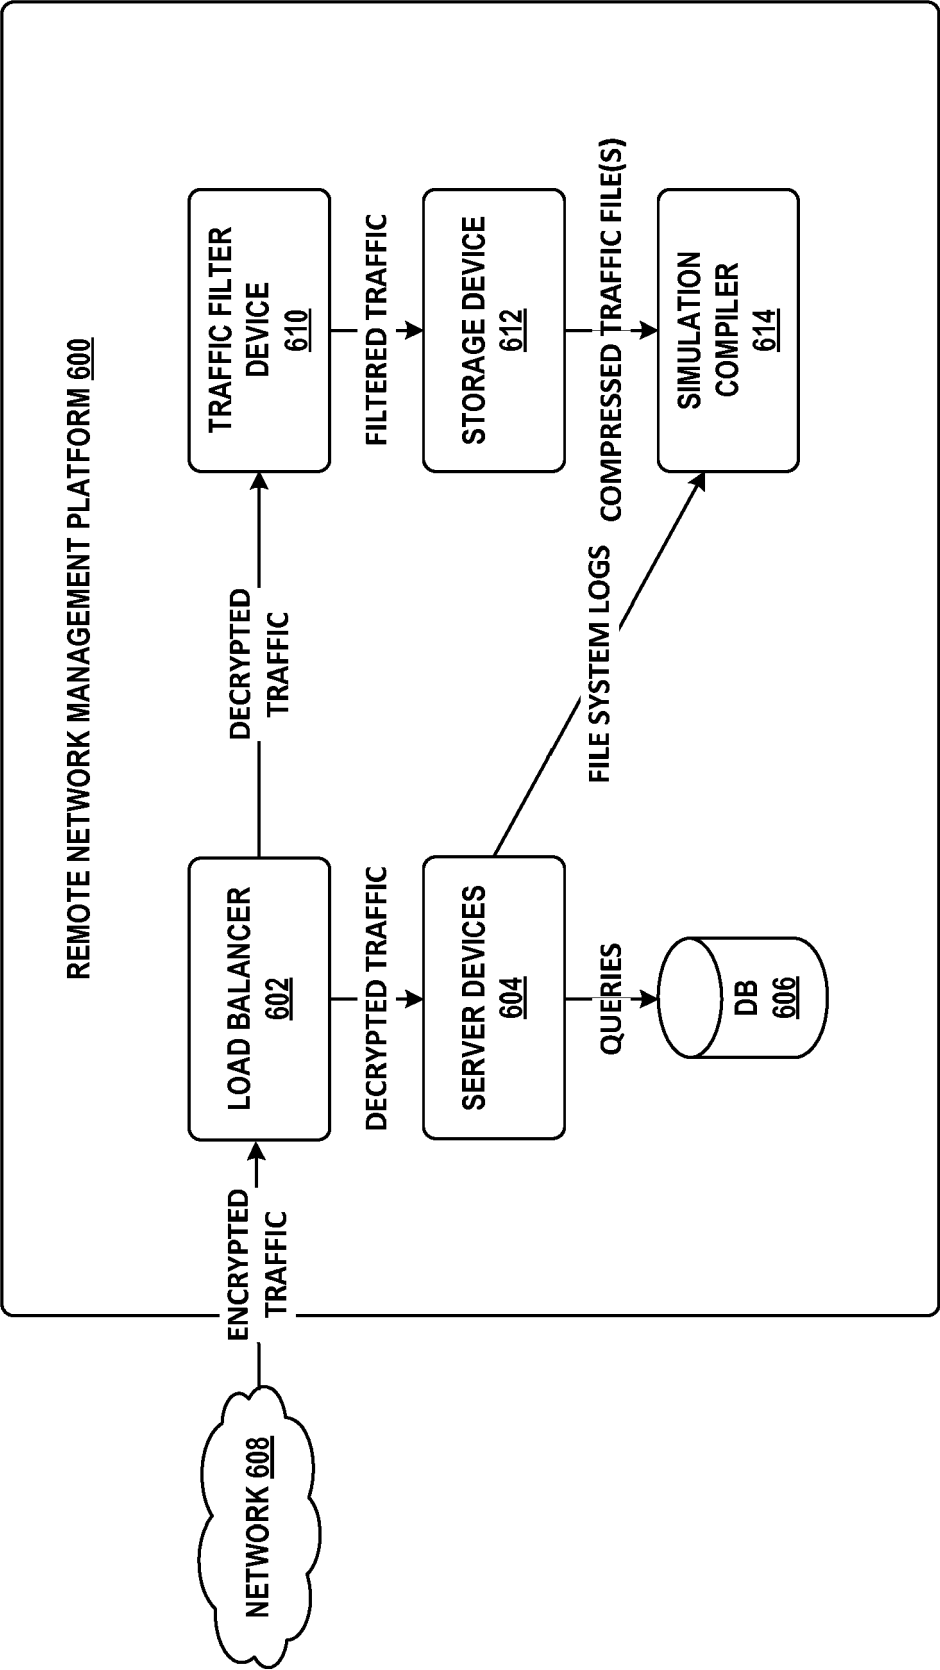 REMOTE NETWORK MANAGEMENT PLATFORM 600
NETWORK 608
ENCRYPTED
TRAFFIC
LOAD BALANCER
602
DECRYPTED
TRAFFIC
TRAFFIC FILTER
DEVICE
610
DECRYPTED TRAFFIC
FILTERED TRAFFIC
SERVER DEVICES
604
STORAGE DEVICE
612
QUERIES
FILE SYSTEM LOGS
COMPRESSED TRAFFIC FILE(S)
DB
606
SIMULATION
COMPILER
614